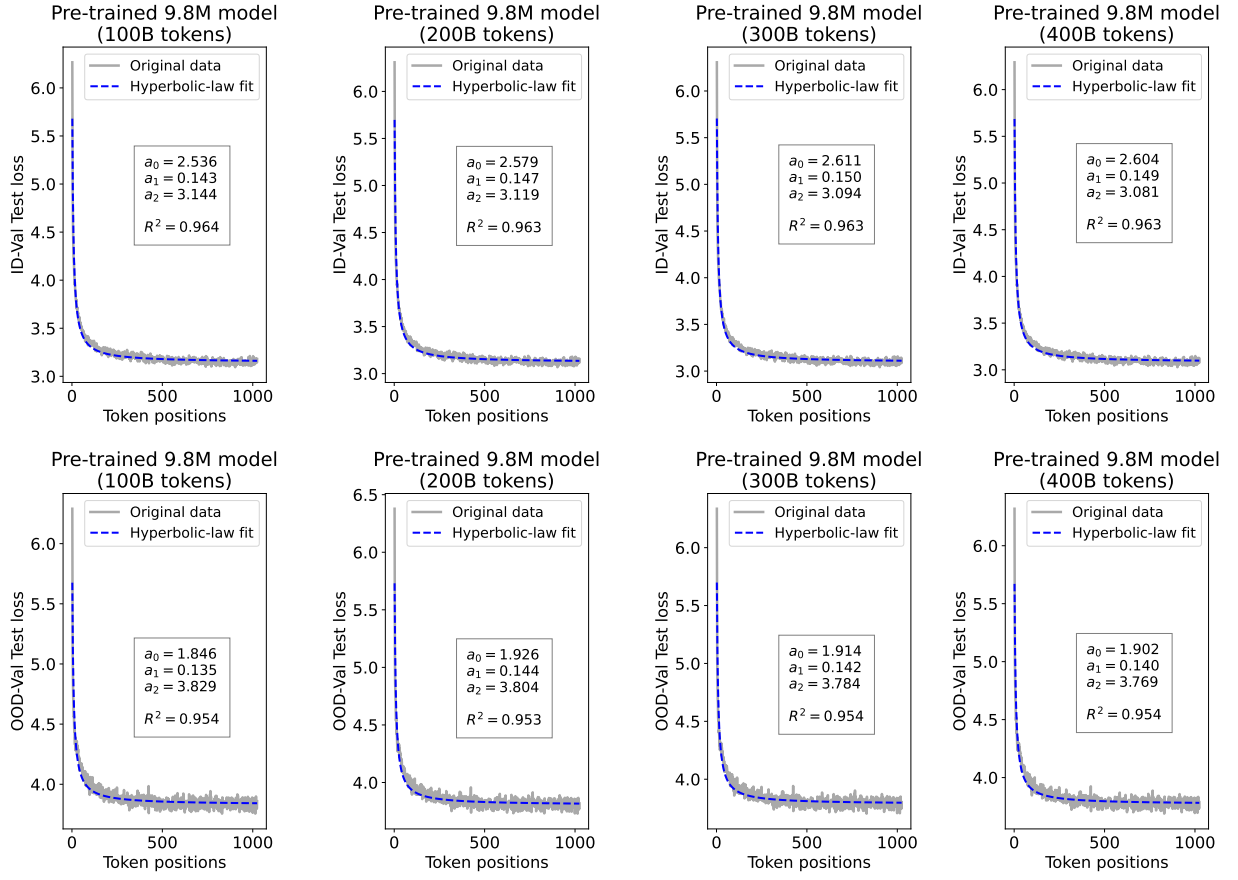 Pre-trained 9.8M model
(100B tokens)
Original data
Hyperbolic-law fit
a0 = 2.536
a1 = 0.143
a2 = 3.144
R² = 0.964
ID-Val Test loss
6.0
5.5
5.0
4.5
4.0
3.5
3.0
0 500 1000
Token positions
Pre-trained 9.8M model
(200B tokens)
Original data
Hyperbolic-law fit
a0 = 2.579
a1 = 0.147
a2 = 3.119
R² = 0.963
ID-Val Test loss
6.0
5.5
5.0
4.5
4.0
3.5
3.0
0 500 1000
Token positions
Pre-trained 9.8M model
(300B tokens)
Original data
Hyperbolic-law fit
a0 = 2.611
a1 = 0.150
a2 = 3.094
R² = 0.963
ID-Val Test loss
6.0
5.5
5.0
4.5
4.0
3.5
3.0
0 500 1000
Token positions
Pre-trained 9.8M model
(400B tokens)
Original data
Hyperbolic-law fit
a0 = 2.604
a1 = 0.149
a2 = 3.081
R² = 0.963
ID-Val Test loss
6.0
5.5
5.0
4.5
4.0
3.5
3.0
0 500 1000
Token positions
Pre-trained 9.8M model
(100B tokens)
Original data
Hyperbolic-law fit
a0 = 1.846
a1 = 0.135
a2 = 3.829
R² = 0.954
OOD-Val Test loss
6.0
5.5
5.0
4.5
4.0
0 500 1000
Token positions
Pre-trained 9.8M model
(200B tokens)
Original data
Hyperbolic-law fit
a0 = 1.926
a1 = 0.144
a2 = 3.804
R² = 0.953
OOD-Val Test loss
6.5
6.0
5.5
5.0
4.5
4.0
0 500 1000
Token positions
Pre-trained 9.8M model
(300B tokens)
Original data
Hyperbolic-law fit
a0 = 1.914
a1 = 0.142
a2 = 3.784
R² = 0.954
OOD-Val Test loss
6.0
5.5
5.0
4.5
4.0
0 500 1000
Token positions
Pre-trained 9.8M model
(400B tokens)
Original data
Hyperbolic-law fit
a0 = 1.902
a1 = 0.140
a2 = 3.769
R² = 0.954
OOD-Val Test loss
6.0
5.5
5.0
4.5
4.0
0 500 1000
Token positions